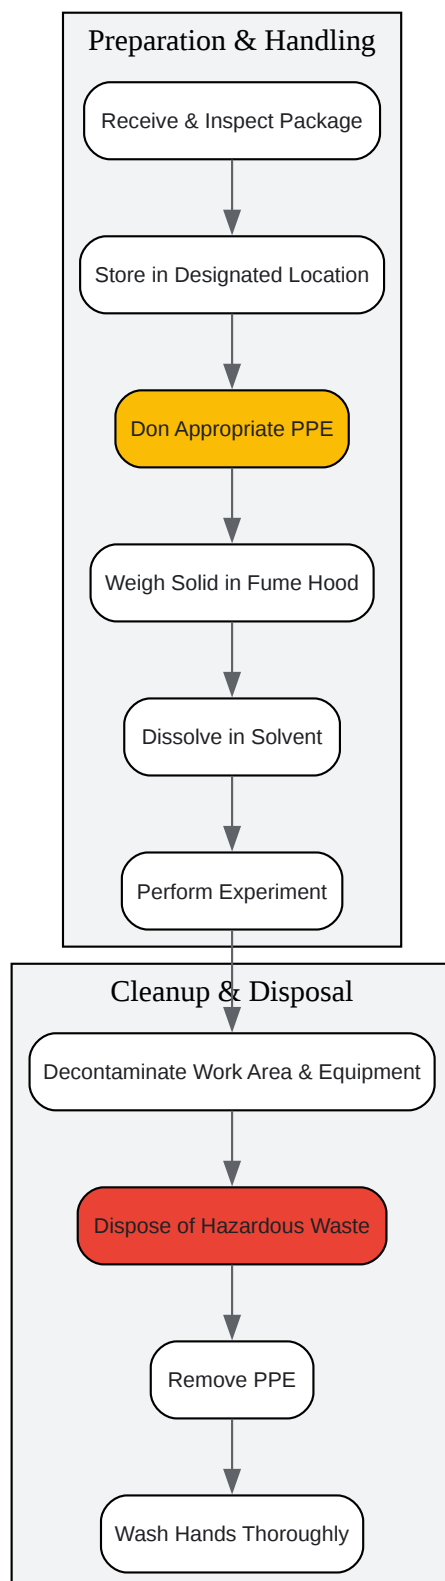 Preparation & Handling
Receive & Inspect Package
Store in Designated Location
Don Appropriate PPE
Weigh Solid in Fume Hood
Dissolve in Solvent
Perform Experiment
Cleanup & Disposal
Decontaminate Work Area & Equipment
Dispose of Hazardous Waste
Remove PPE
Wash Hands Thoroughly